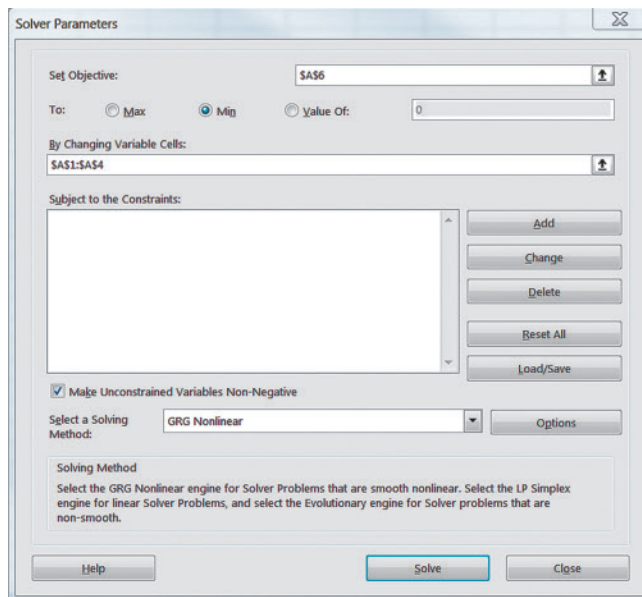 Solver Parameters
Set Objective: $A$6
To: Max Min Value Of: 0
By Changing Variable Cells:
$A$1:$A$4
Subject to the Constraints:
Add
Change
Delete
Reset All
Load/Save
Make Unconstrained Variables Non-Negative
Select a Solving Method: GRG Nonlinear Options
Solving Method
Select the GRG Nonlinear engine for Solver Problems that are smooth nonlinear. Select the LP Simplex
engine for linear Solver Problems, and select the Evolutionary engine for Solver problems that are
non-smooth.
Help Solve Close